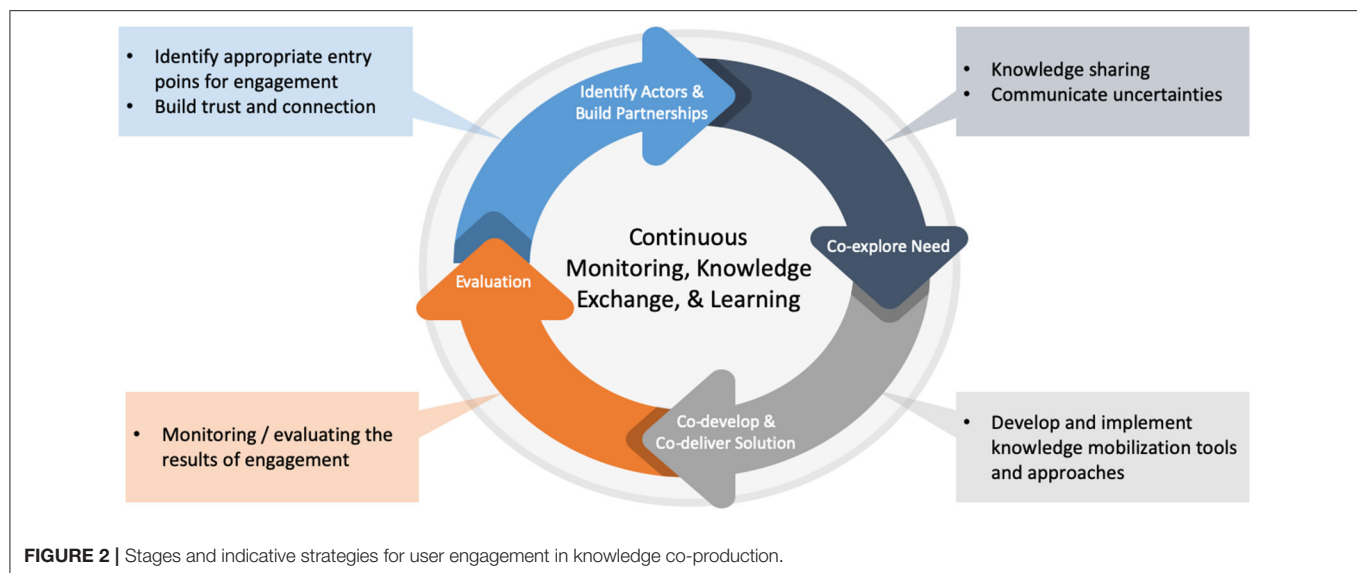 • Identify appropriate entry
poins for engagement
• Build trust and connection
Identify Actors &
Build Partnerships
• Knowledge sharing
• Communicate uncertainties
Co-explore Need
Continuous
Monitoring, Knowledge
Exchange, & Learning
Evaluation
Co-develop &
Co-deliver Solution
• Monitoring / evaluating the
results of engagement
• Develop and implement
knowledge mobilization tools
and approaches
FIGURE 2 | Stages and indicative strategies for user engagement in knowledge co-production.